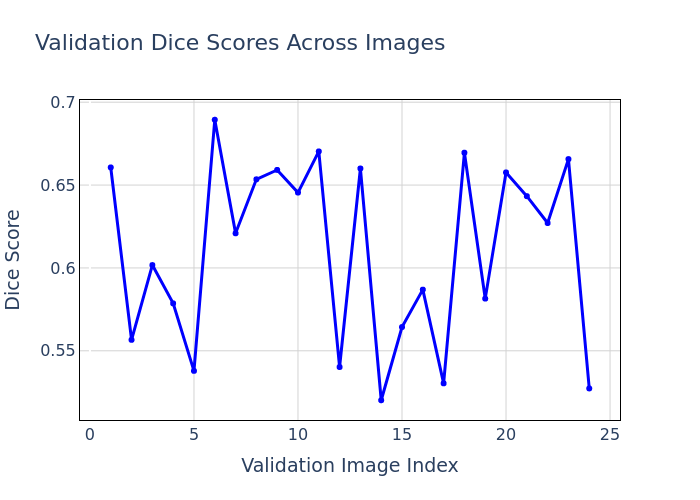 Validation Dice Scores Across Images
0.7
0.65
0.6
0.55
Dice Score
0 5 10 15 20 25
Validation Image Index